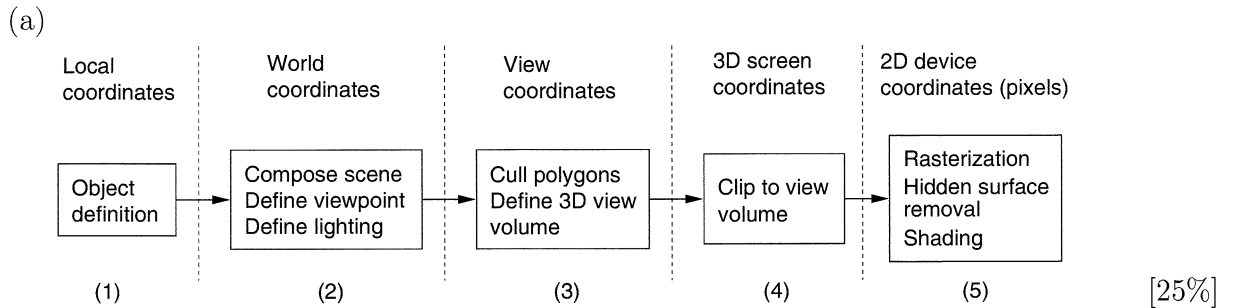 (a)
Local
coordinates
World
coordinates
View
coordinates
3D screen
coordinates
2D device
coordinates (pixels)
Object
definition
Compose scene
Define viewpoint
Define lighting
Cull polygons
Define 3D view
volume
Clip to view
volume
Rasterization
Hidden surface
removal
Shading
(1)
(2)
(3)
(4)
(5)
[25%]